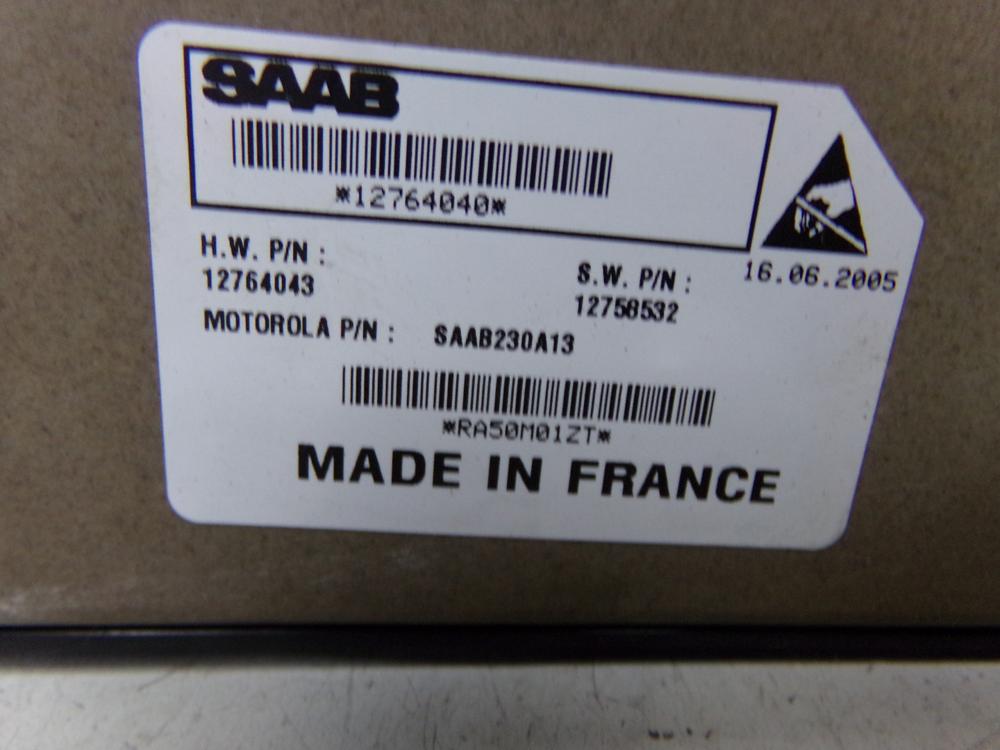 SAAB
*12764040*
H.W. P/N :
12764043
S.W. P/N :
12758532
16.06.2005
MOTOROLA P/N : SAAB230A13
*RA50M01ZT*
MADE IN FRANCE